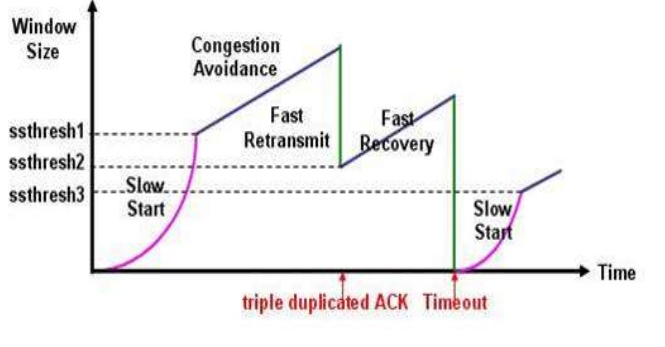 Window
Size
Congestion
Avoidance
Fast
Retransmit
Fast
Recovery
ssthresh1
ssthresh2
ssthresh3
Slow
Start
Slow
Start
Time
triple duplicated ACK Timeout